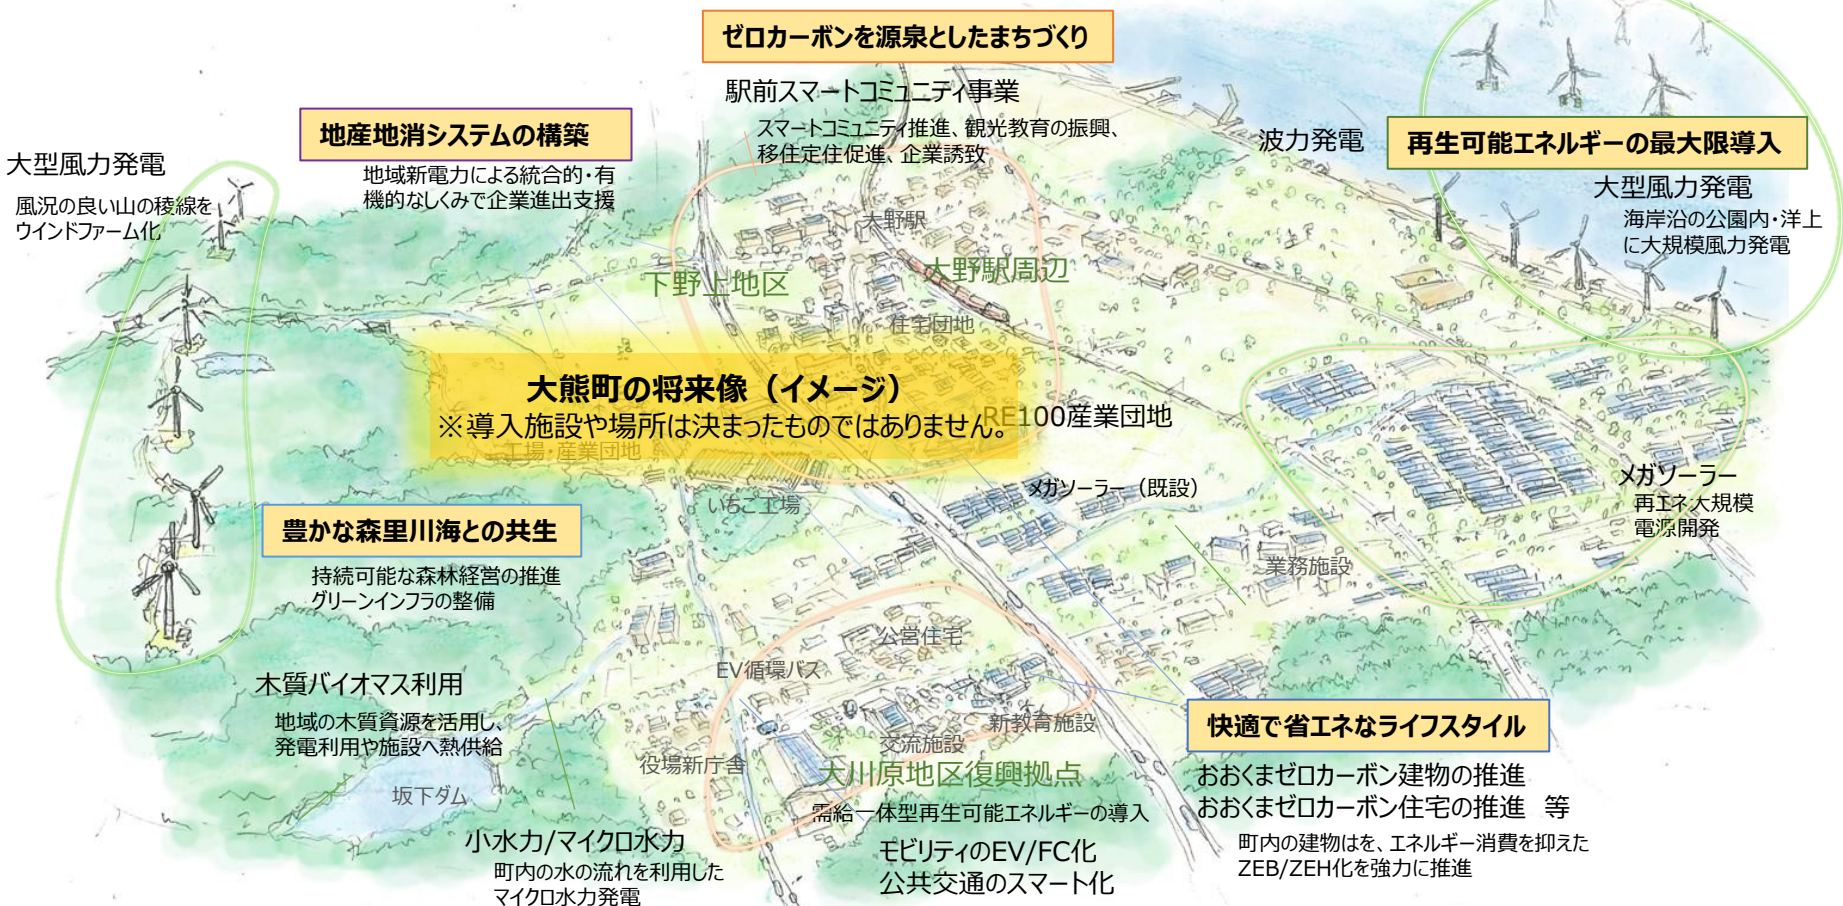 ゼロカーボンを源泉としたまちづくり
駅前スマートコミュニティ事業
スマートコミュニティ推進、観光教育の振興、
移住定住促進、企業誘致
地産地消システムの構築
地域新電力による統合的・有
機的なしくみで企業進出支援
大型風力発電
風況の良い山の稜線を
ウインドファーム化
波力発電
再生可能エネルギーの最大限導入
大型風力発電
海岸沿の公園内・洋上
に大規模風力発電
大野駅
下野上地区
大野駅周辺
住宅団地
大熊町の将来像（イメージ）
※導入施設や場所は決まったものではありません。
RE100産業団地
工場・産業団地
いちご工場
メガソーラー（既設）
メガソーラー
再エネ大規模
電源開発
業務施設
豊かな森里川海との共生
持続可能な森林経営の推進
グリーンインフラの整備
木質バイオマス利用
地域の木質資源を活用し、
発電利用や施設へ熱供給
坂下ダム
小水力/マイクロ水力
町内の水の流れを利用した
マイクロ水力発電
公営住宅
EV循環バス
新教育施設
交流施設
役場新庁舎
大川原地区復興拠点
需給一体型再生可能エネルギーの導入
モビリティのEV/FC化
公共交通のスマート化
快適で省エネなライフスタイル
おおくまゼロカーボン建物の推進
おおくまゼロカーボン住宅の推進　等
町内の建物はを、エネルギー消費を抑えた
ZEB/ZEH化を強力に推進